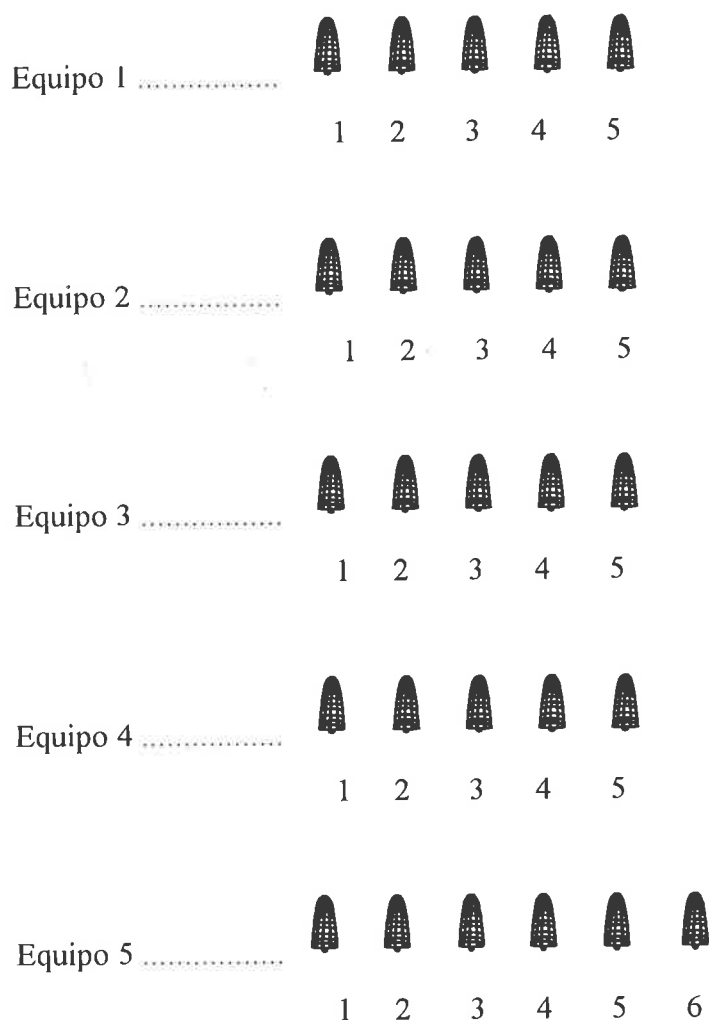 Equipo 1 ....................
1 2 3 4 5
Equipo 2 ....................
1 2 3 4 5
Equipo 3 ....................
1 2 3 4 5
Equipo 4 ....................
1 2 3 4 5
Equipo 5 ....................
1 2 3 4 5 6